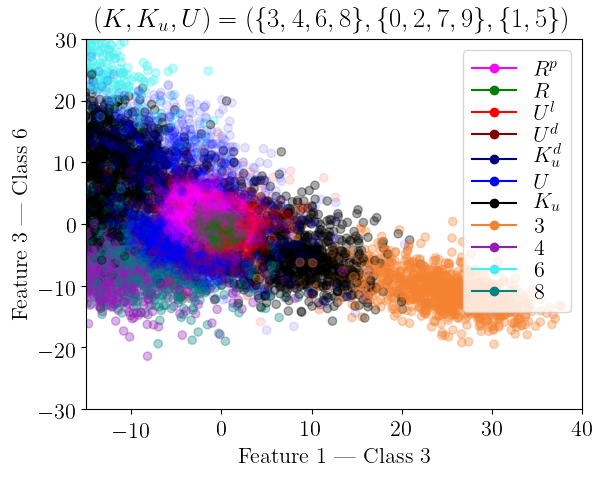 (K, K_u, U) = ({3, 4, 6, 8}, {0, 2, 7, 9}, {1, 5})
30
20
10
0
−10
−20
−30
Feature 3 — Class 6
R^p
R
U^l
U^d
K_u^d
U
K_u
3
4
6
8
−10
0
10
20
30
40
Feature 1 — Class 3